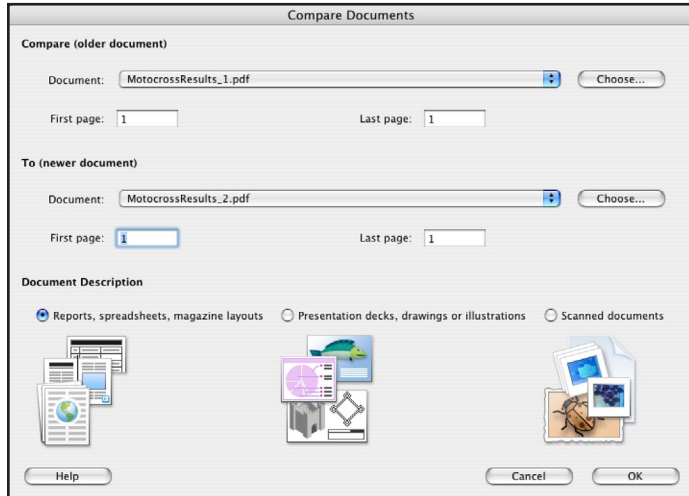 Compare Documents
Compare (older document)
Document: MotocrossResults_1.pdf Choose...
First page: 1 Last page: 1
To (newer document)
Document: MotocrossResults_2.pdf Choose...
First page: 1 Last page: 1
Document Description
Reports, spreadsheets, magazine layouts Presentation decks, drawings or illustrations Scanned documents
Help Cancel OK